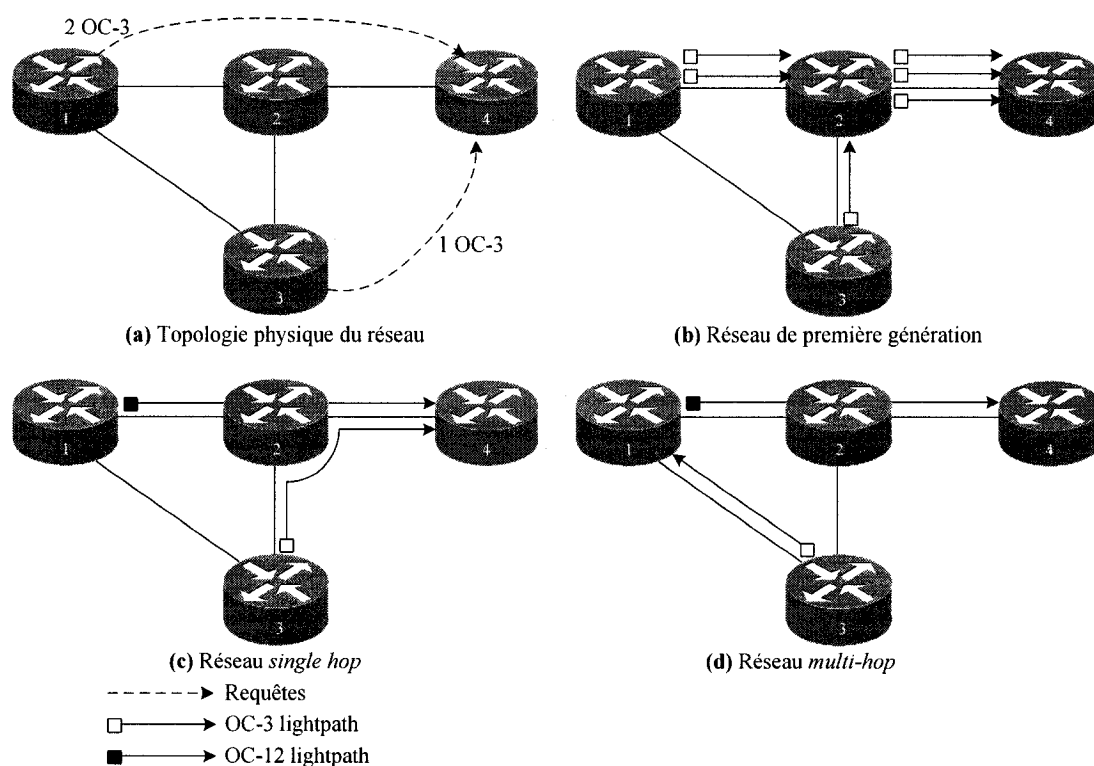 2 OC-3
1
2
4
1 OC-3
3
(a) Topologie physique du réseau
1
2
4
3
(b) Réseau de première génération
1
2
4
3
(c) Réseau single hop
1
2
4
3
(d) Réseau multi-hop
Requêtes
OC-3 lightpath
OC-12 lightpath